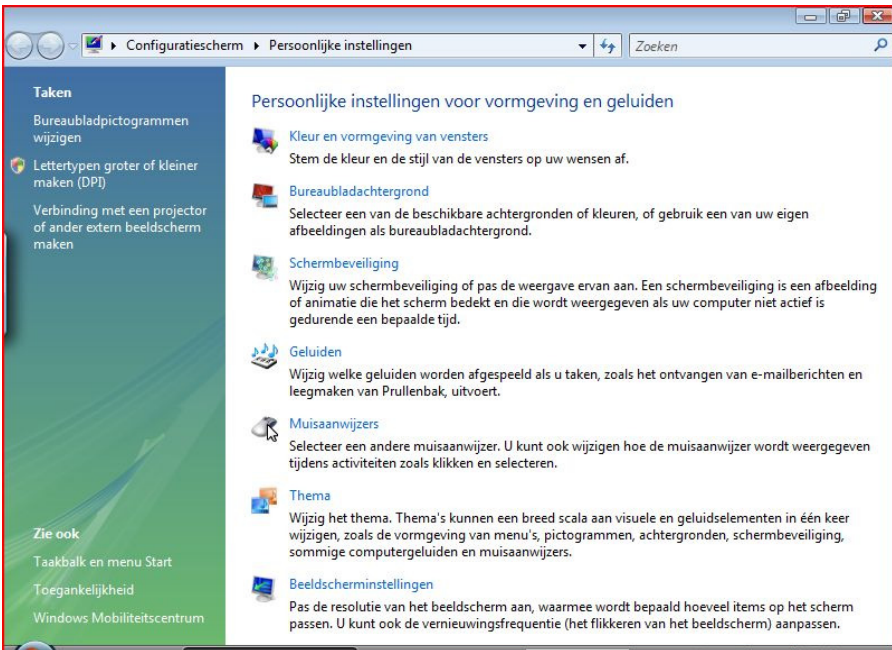 Configuratiescherm
Persoonlijke instellingen
Zoeken
Taken
Bureaubladpictogrammen
wijzigen
Lettertypen groter of kleiner
maken (DPI)
Verbinding met een projector
of ander extern beeldscherm
maken
Zie ook
Taakbalk en menu Start
Toegankelijkheid
Windows Mobiliteitscentrum
Persoonlijke instellingen voor vormgeving en geluiden
Kleur en vormgeving van vensters
Stem de kleur en de stijl van de vensters op uw wensen af.
Bureaubladachtergrond
Selecteer een van de beschikbare achtergronden of kleuren, of gebruik een van uw eigen
afbeeldingen als bureaubladachtergrond.
Schermbeveiliging
Wijzig uw schermbeveiliging of pas de weergave ervan aan. Een schermbeveiliging is een afbeelding
of animatie die het scherm bedekt en die wordt weergegeven als uw computer niet actief is
gedurende een bepaalde tijd.
Geluiden
Wijzig welke geluiden worden afgespeeld als u taken, zoals het ontvangen van e-mailberichten en
leegmaken van Prullenbak, uitvoert.
Muisaanwijzers
Selecteer een andere muisaanwijzer. U kunt ook wijzigen hoe de muisaanwijzer wordt weergegeven
tijdens activiteiten zoals klikken en selecteren.
Thema
Wijzig het thema. Thema's kunnen een breed scala aan visuele en geluidselementen in één keer
wijzigen, zoals de vormgeving van menu's, pictogrammen, achtergronden, schermbeveiliging,
sommige computergeluiden en muisaanwijzers.
Beeldscherminstellingen
Pas de resolutie van het beeldscherm aan, waarmee wordt bepaald hoeveel items op het scherm
passen. U kunt ook de vernieuwingsfrequentie (het flikkeren van het beeldscherm) aanpassen.